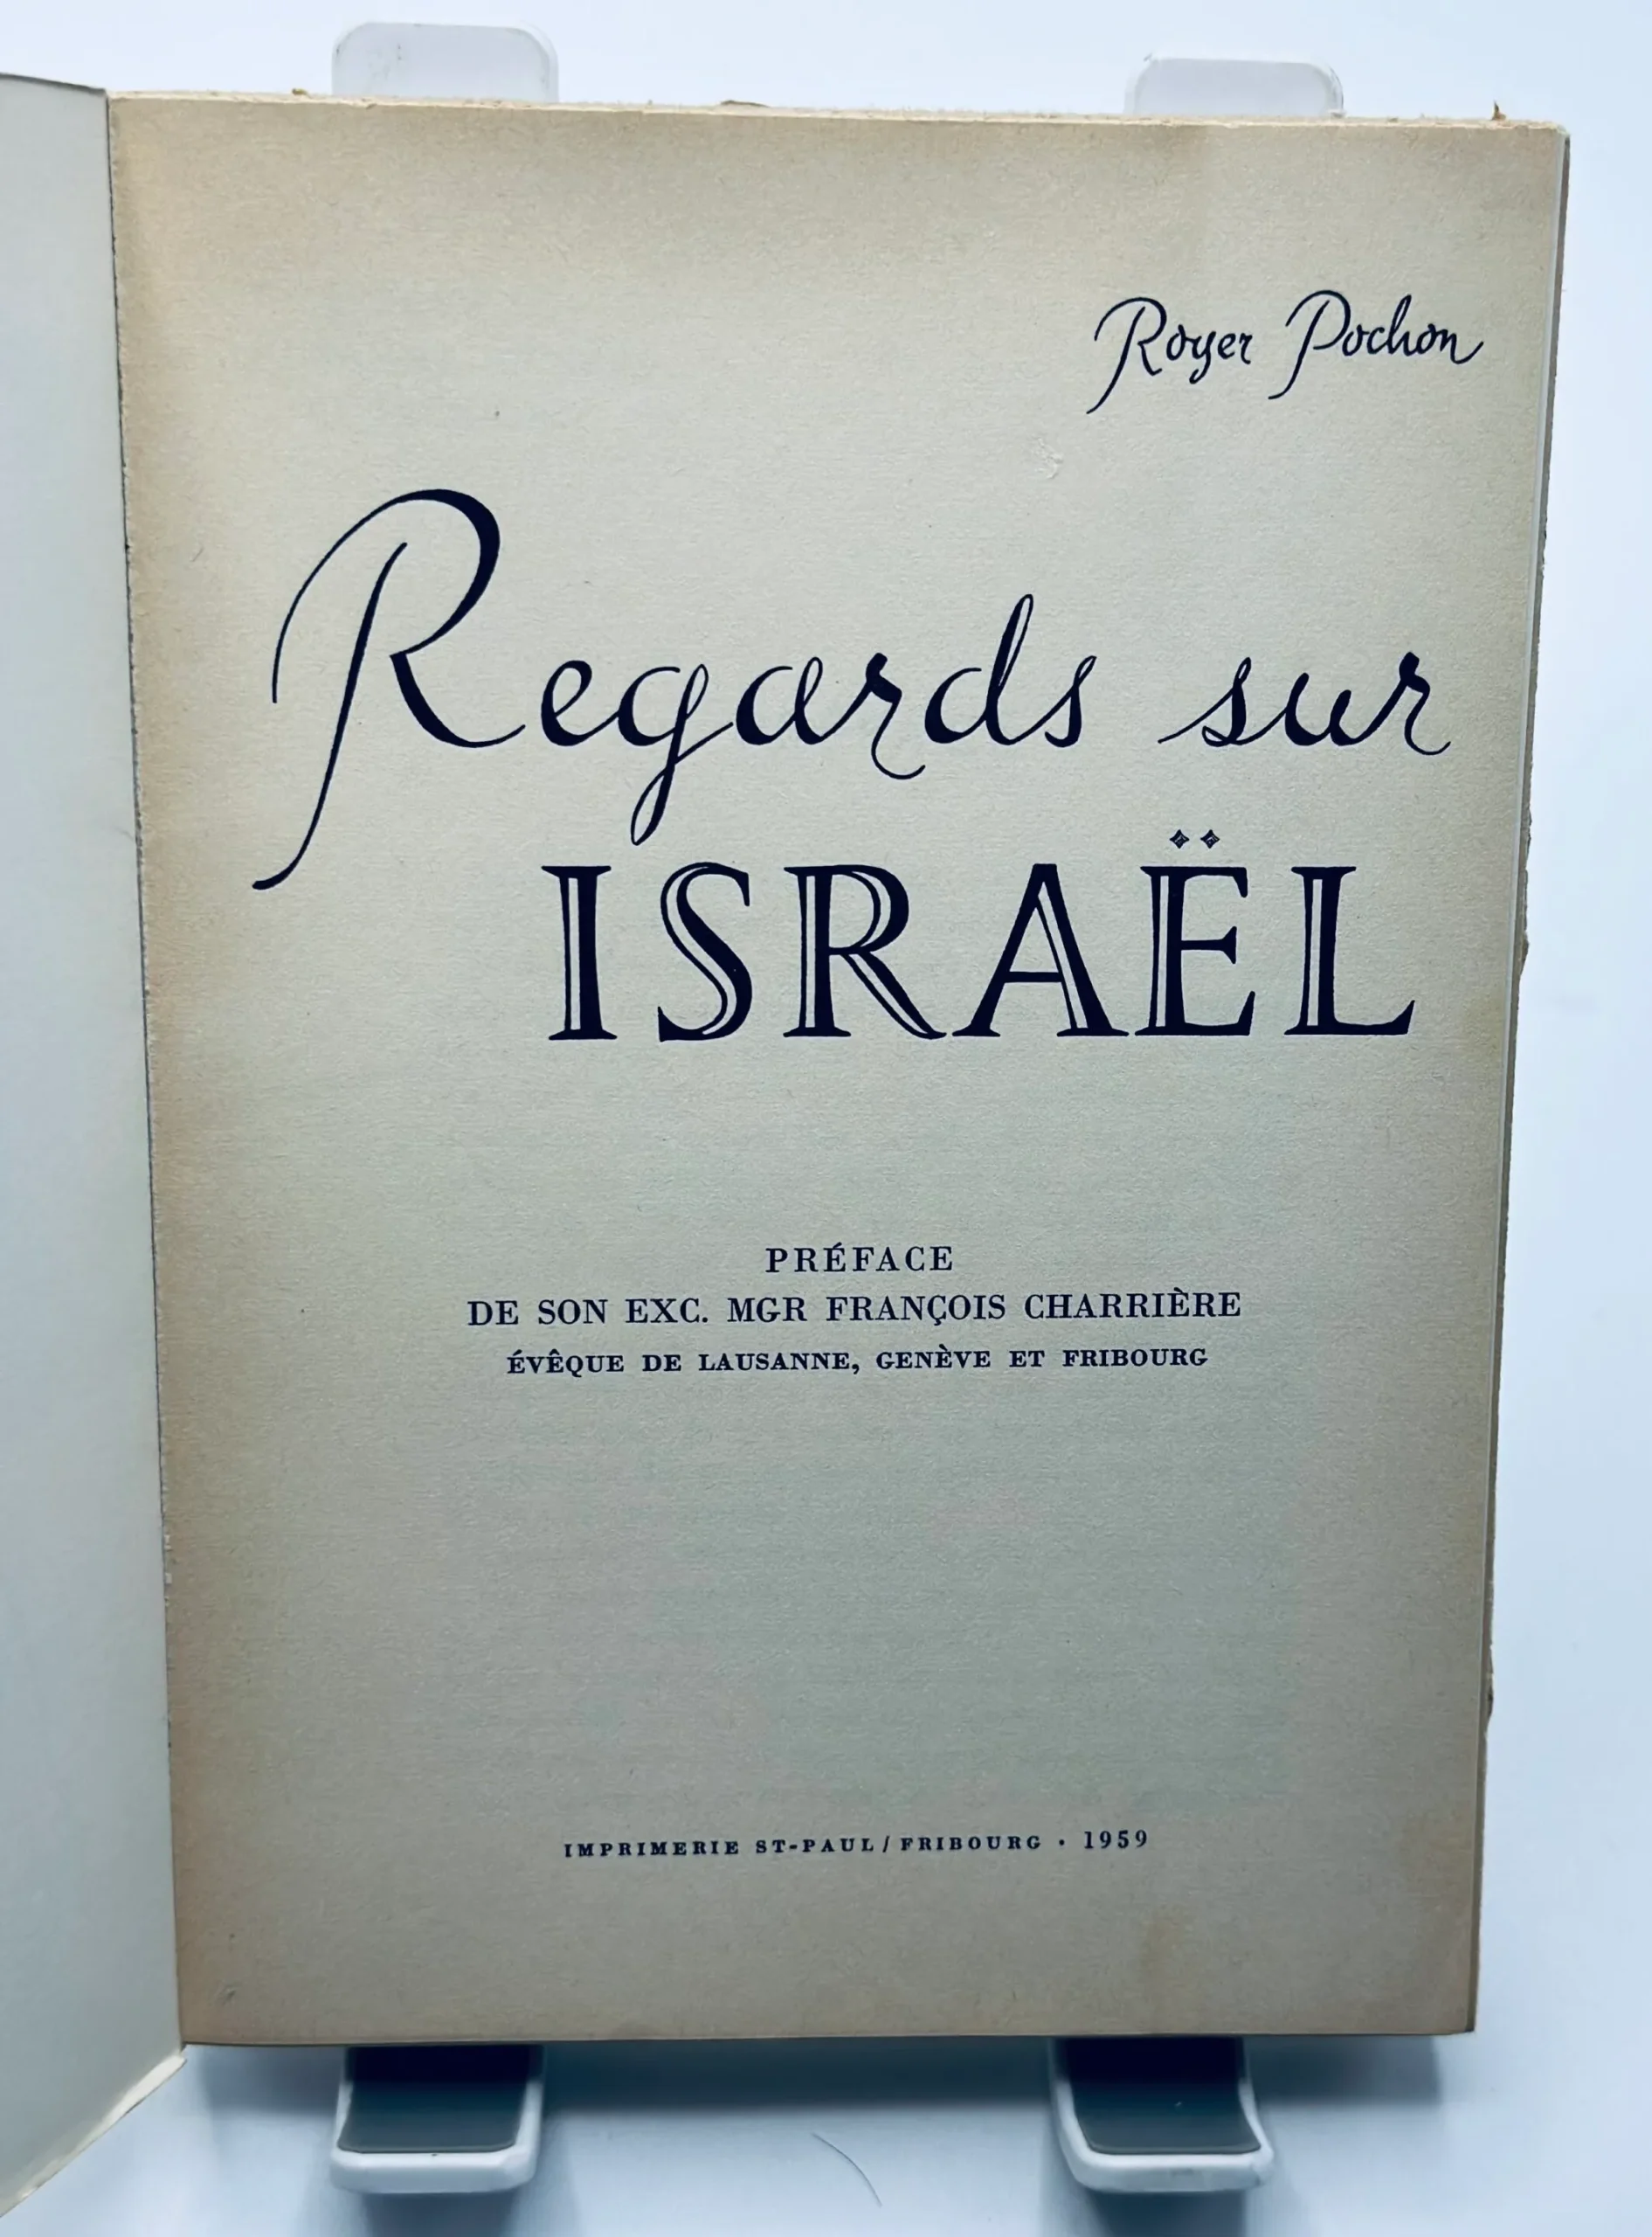 Roger Pochon
Regards sur
ISRAËL
PRÉFACE
DE SON EXC. MGR FRANÇOIS CHARRIÈRE
ÉVÊQUE DE LAUSANNE, GENÈVE ET FRIBOURG
IMPRIMERIE ST-PAUL / FRIBOURG · 1959